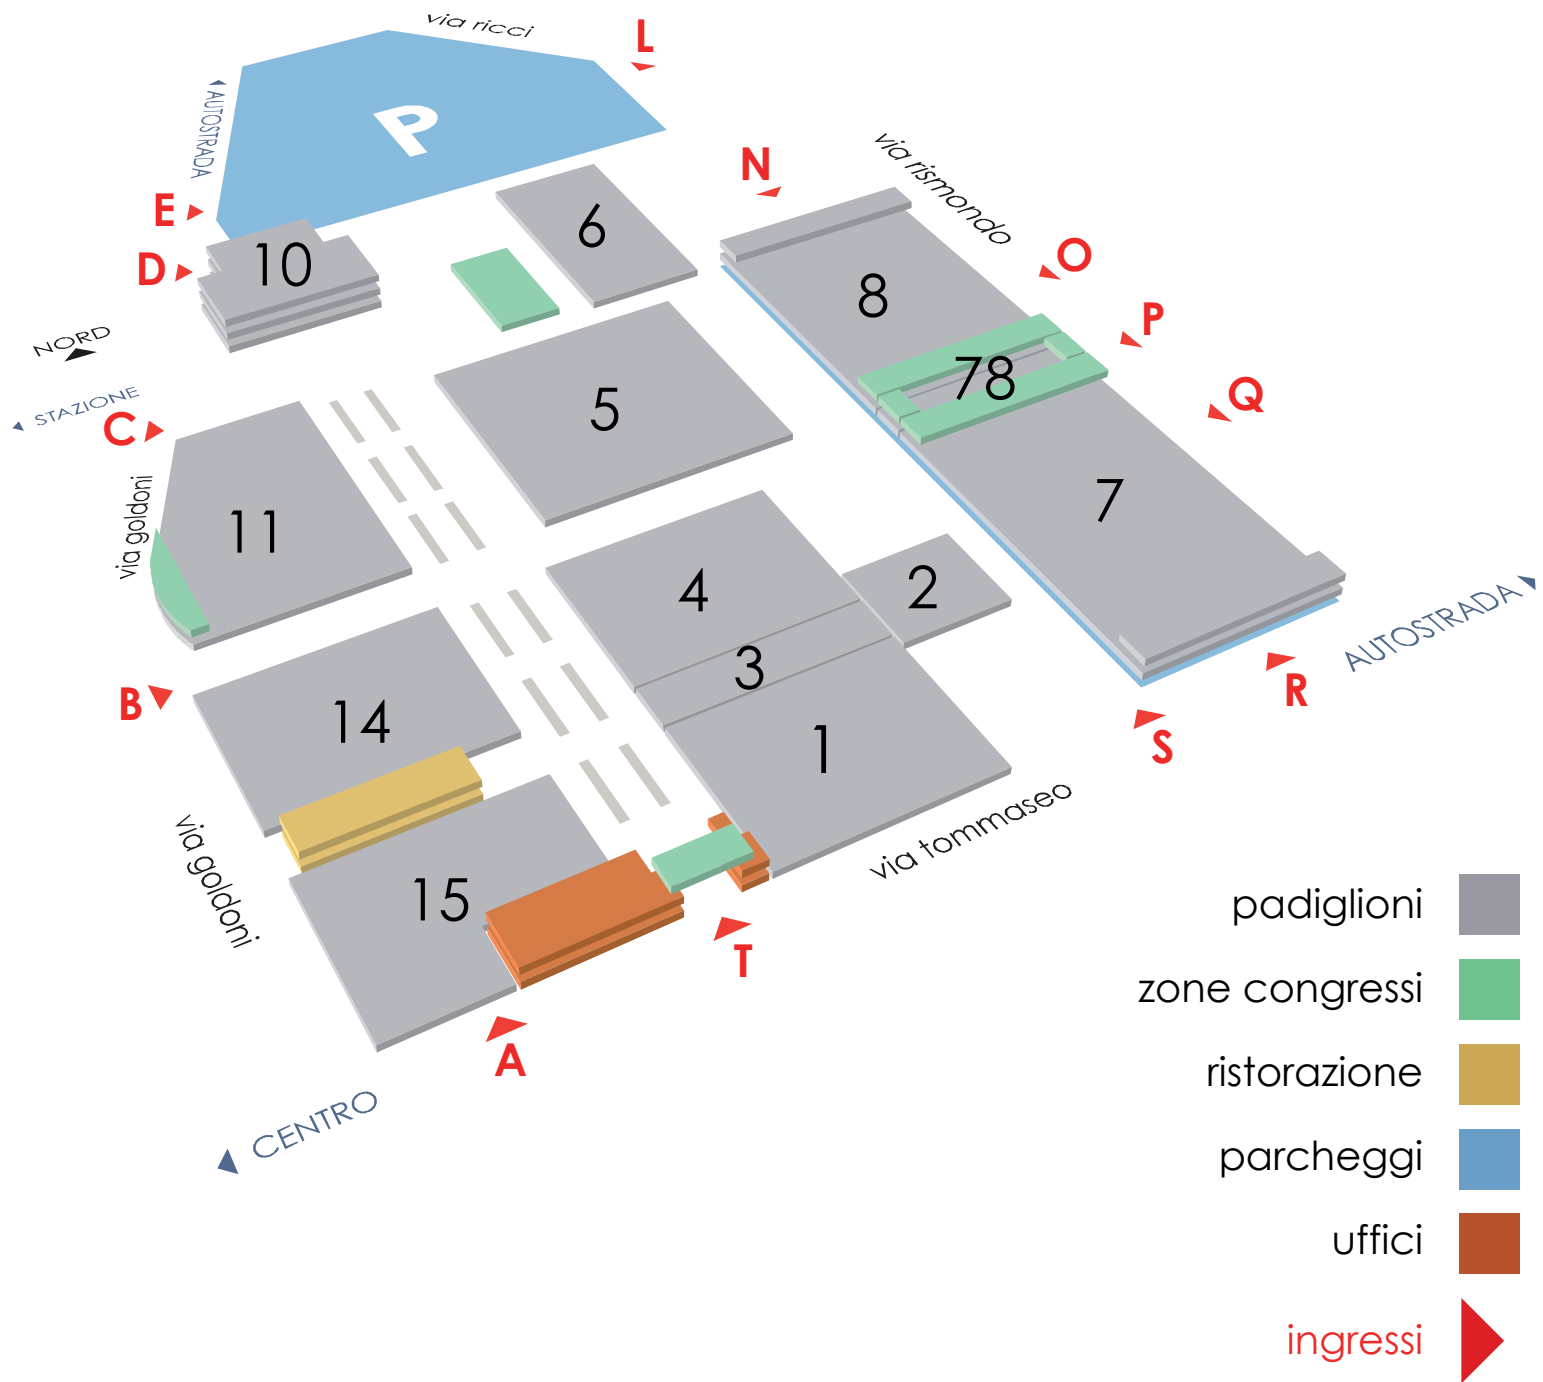 via ricci
L
AUTOSTRADA
P
E
D
10
6
N
via rismondo
8
O
P
78
Q
NORD
STAZIONE
C
via goldoni
11
5
7
4
2
3
1
AUTOSTRADA
R
S
B
14
via goldoni
15
via tommaseo
T
A
CENTRO
padiglioni
zone congressi
ristorazione
parcheggi
uffici
ingressi